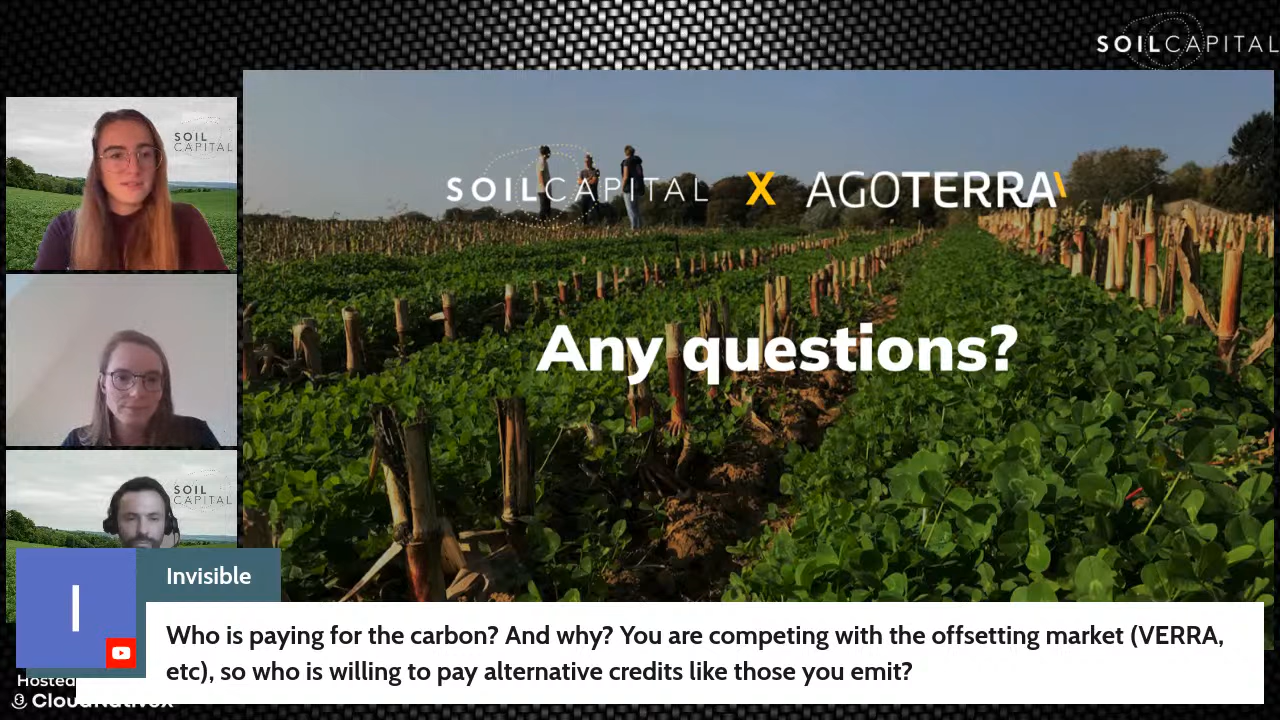 SOILCAPITAL
SOIL
CAPITAL
SOILCAPITAL X AGOTERRA
Any questions?
SOIL
CAPITAL
I
Invisible
Who is paying for the carbon? And why? You are competing with the offsetting market (VERRA,
etc), so who is willing to pay alternative credits like those you emit?
Hosted